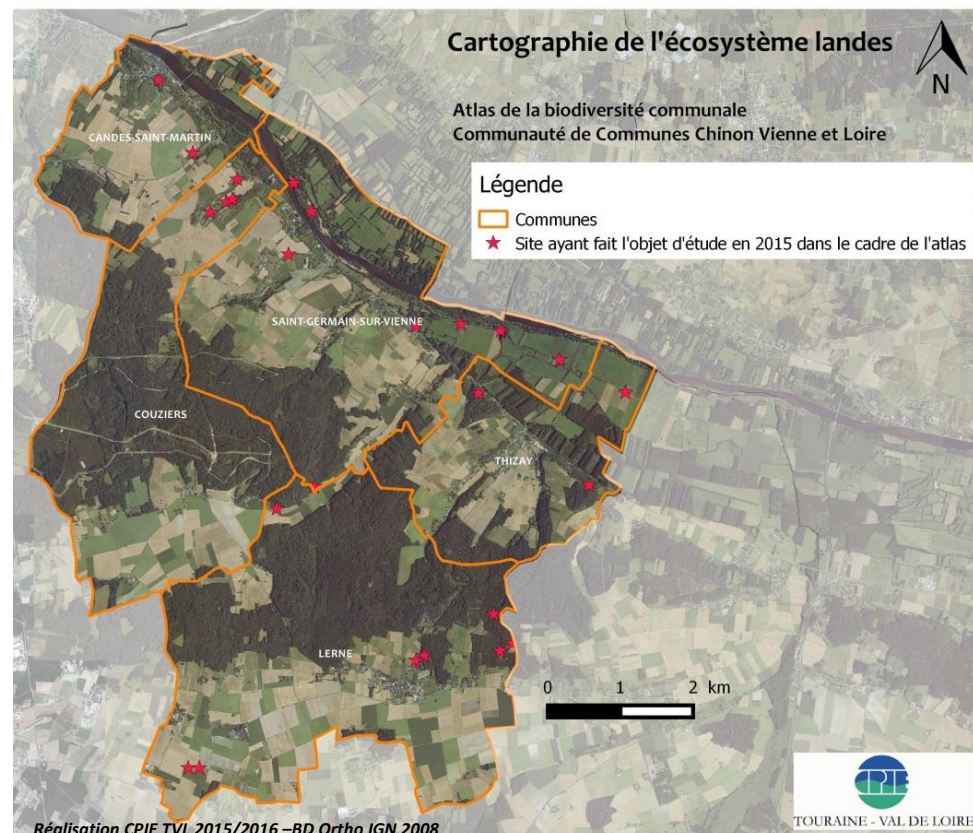 Cartographie de l'écosystème landes
N
Atlas de la biodiversité communale
Communauté de Communes Chinon Vienne et Loire
Légende
Communes
Site ayant fait l'objet d'étude en 2015 dans le cadre de l'atlas
CANDES-SAINT-MARTIN
SAINT-GERMAIN-SUR-VIENNE
COUZIERS
THIZAY
LERNE
0 1 2 km
CPIE
TOURAINE - VAL DE LOIRE
Réalisation CPIE TVL 2015/2016 –BD Ortho IGN 2008